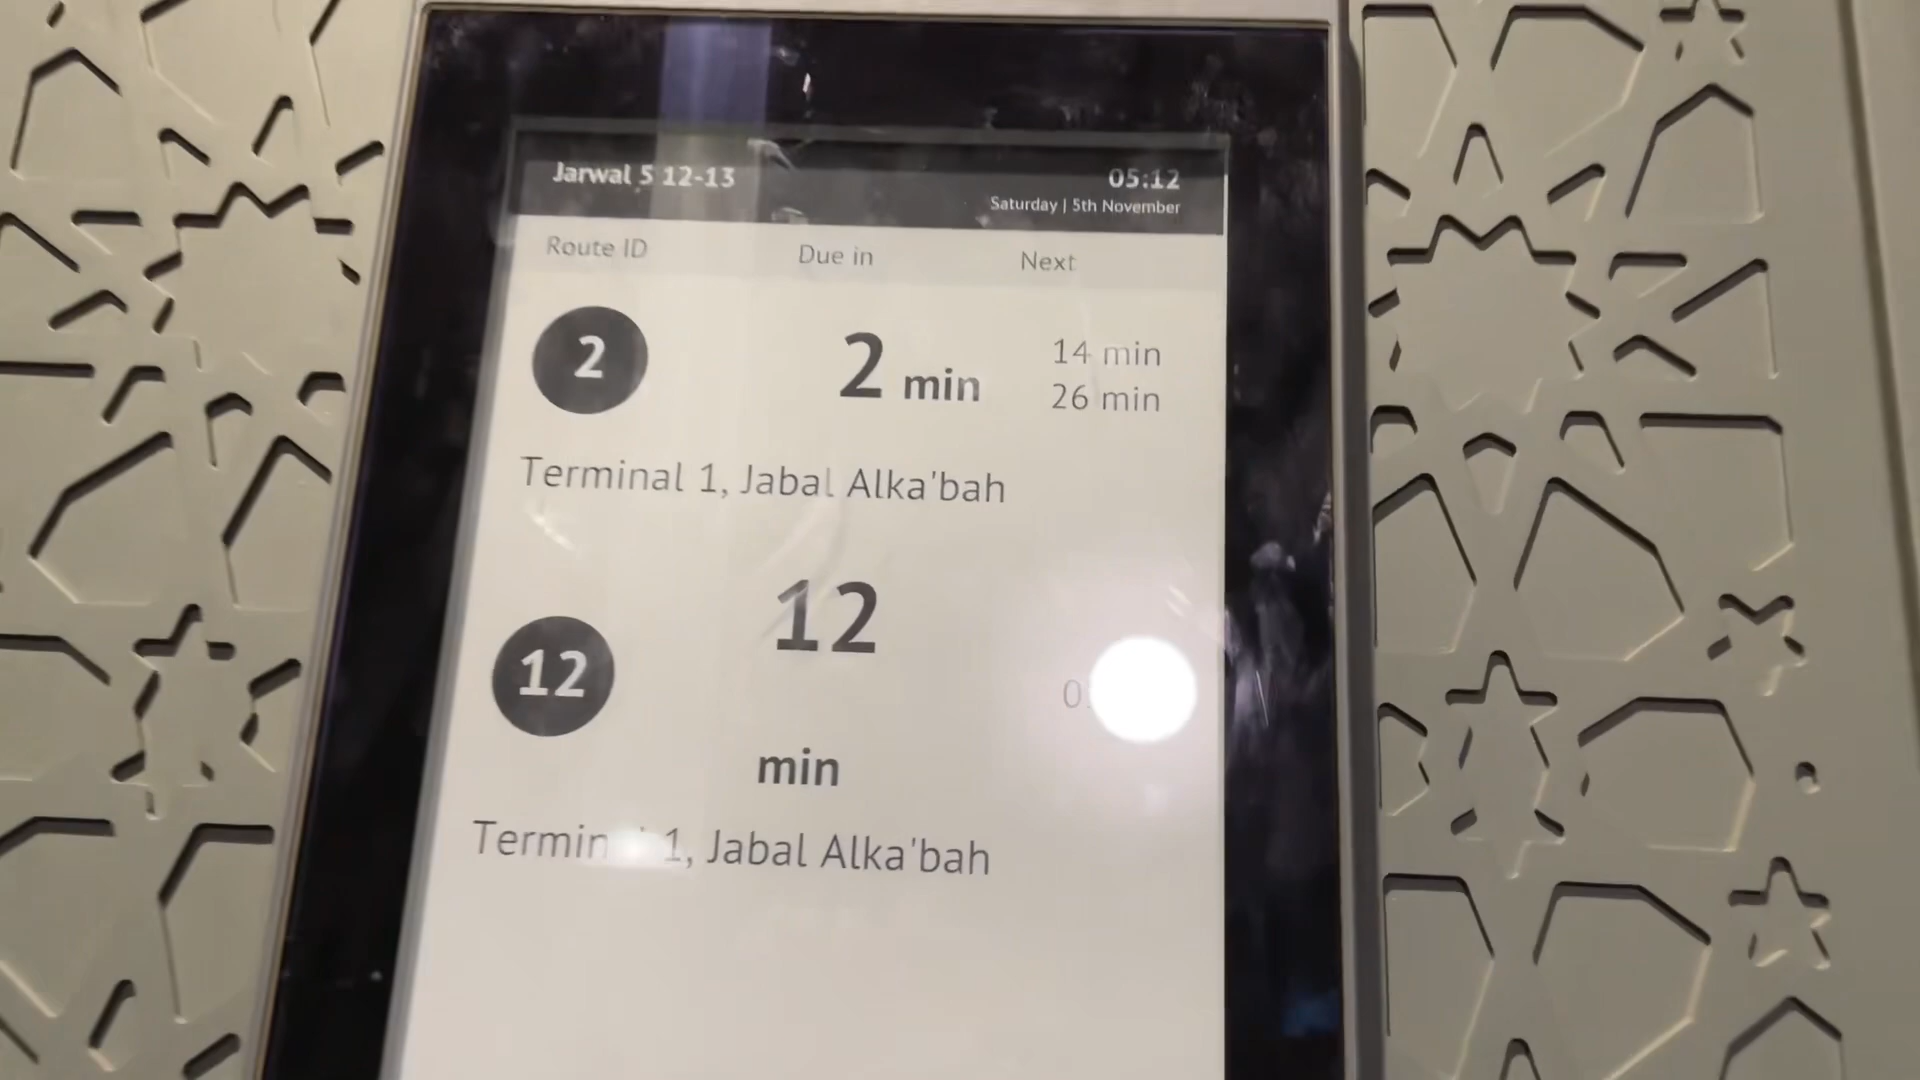 Jarwal 5 12-13
05:12
Saturday | 5th November
Route ID Due in Next
2 2 min 14 min
26 min
Terminal 1, Jabal Alka'bah
12 12
min
1, Jabal Alka'bah